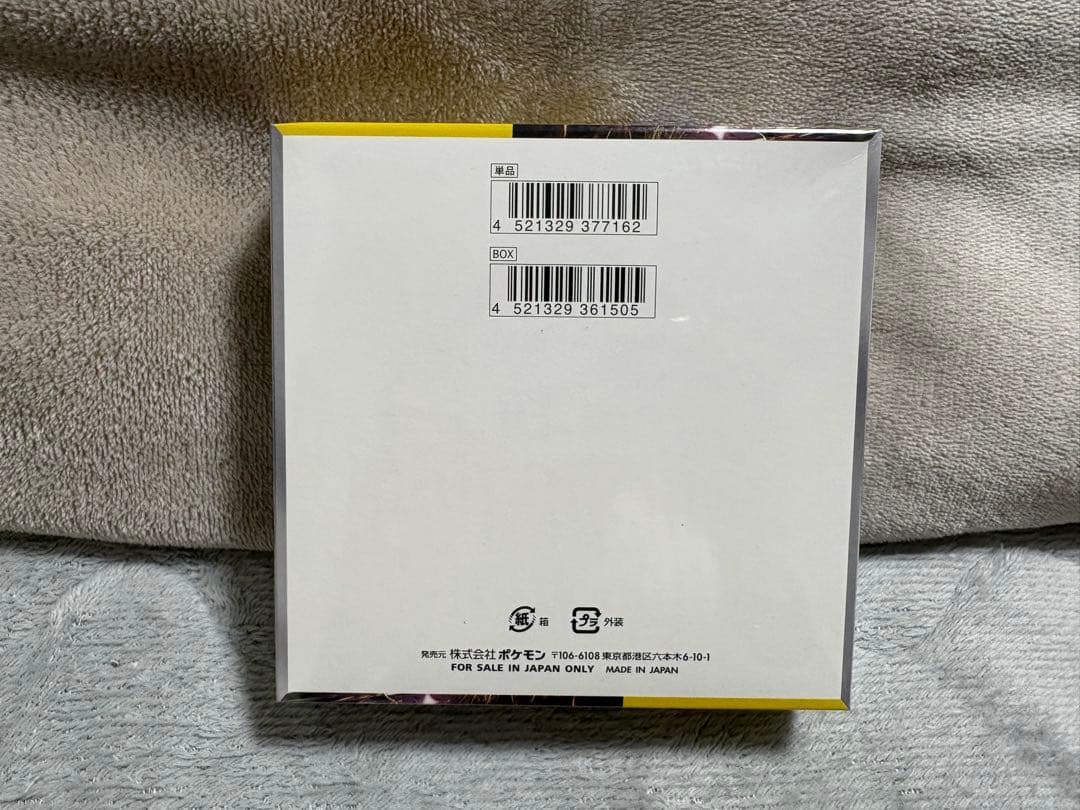 単品
4 521329 377162
BOX
4 521329 361505
紙 箱 プラ 外装
発売元 株式会社 ポケモン 〒106-6108 東京都港区六本木6-10-1
FOR SALE IN JAPAN ONLY MADE IN JAPAN